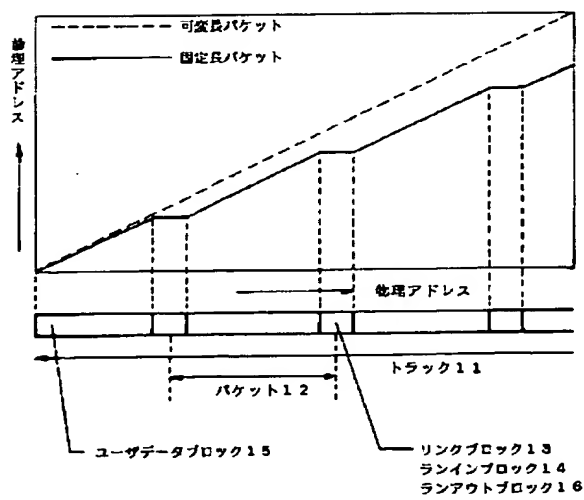 可変長パケット
固定長パケット
論理アドレス
物理アドレス
トラック11
パケット12
ユーザデータブロック15
リンクブロック13
ランインブロック14
ランアウトブロック16